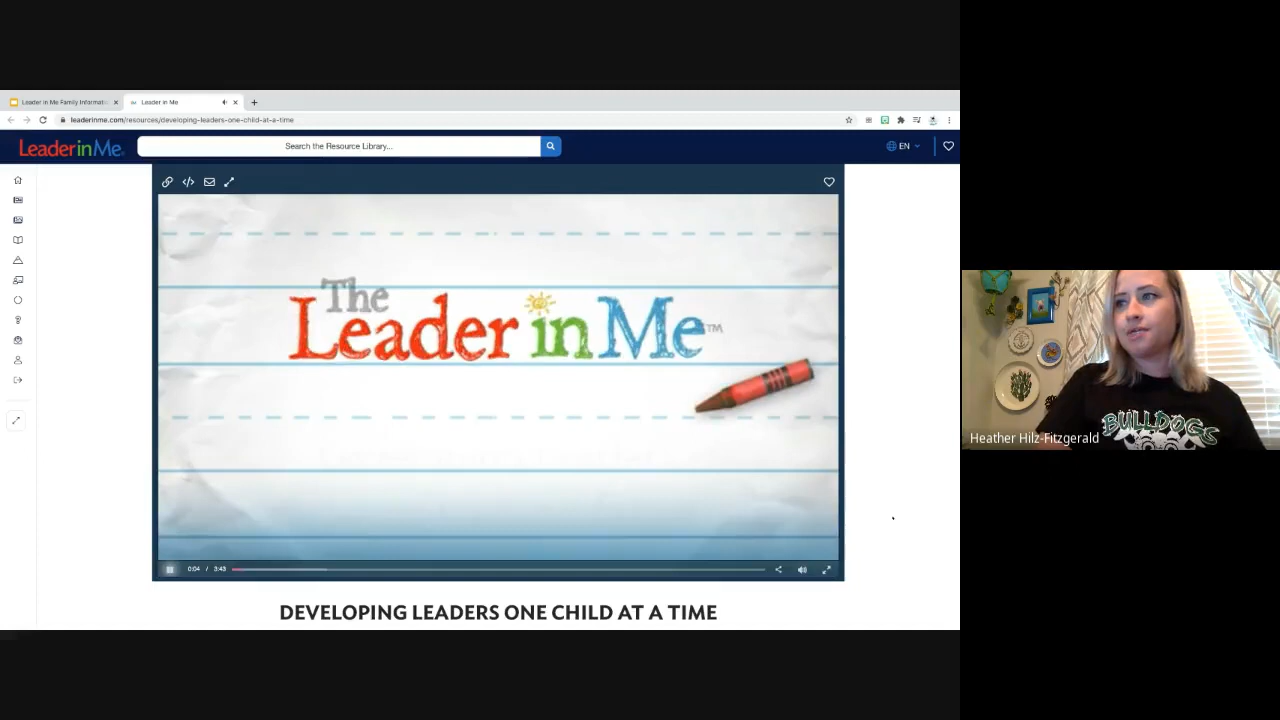 Leader in Me Family Informati
Leader in Me
leaderinme.com/resources/developing-leaders-one-child-at-a-time
LeaderinMe
Search the Resource Library...
EN
The
Leader in Me™
0:04 / 3:43
DEVELOPING LEADERS ONE CHILD AT A TIME
BULLDOGS
Heather Hilz-Fitzgerald